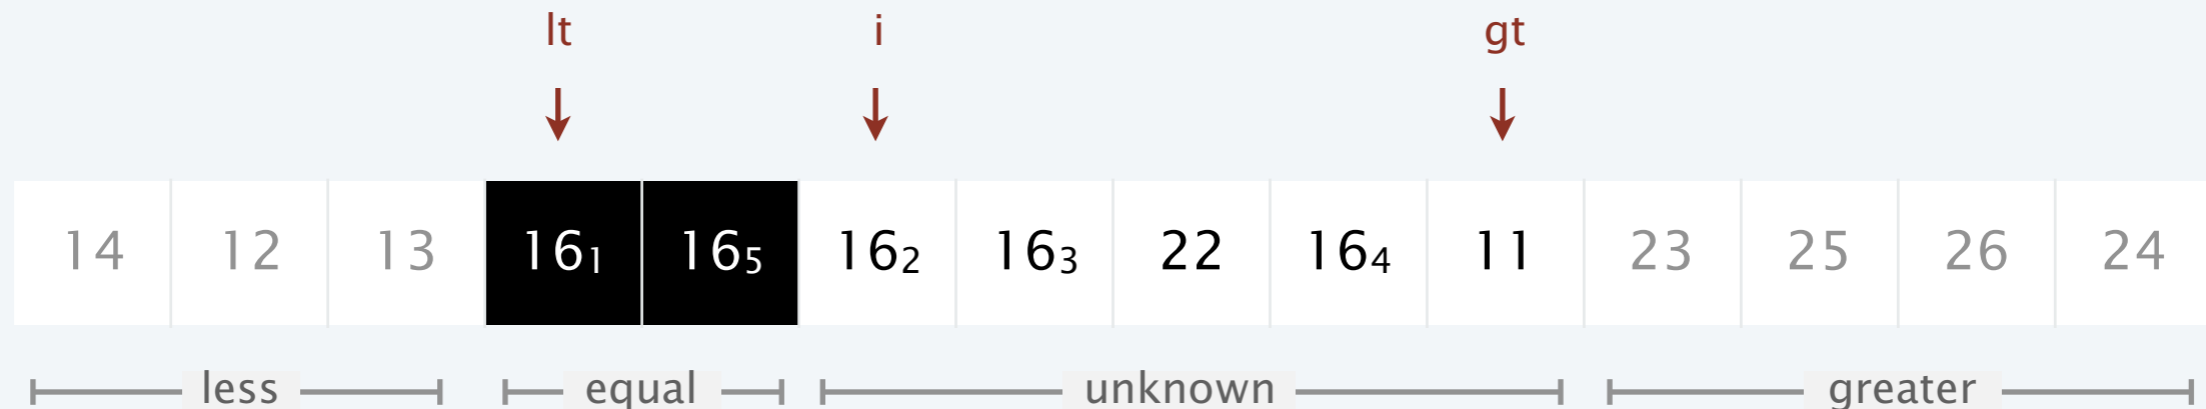 lt i gt
14 12 13 16₁ 16₅ 16₂ 16₃ 22 16₄ 11 23 25 26 24
less equal unknown greater